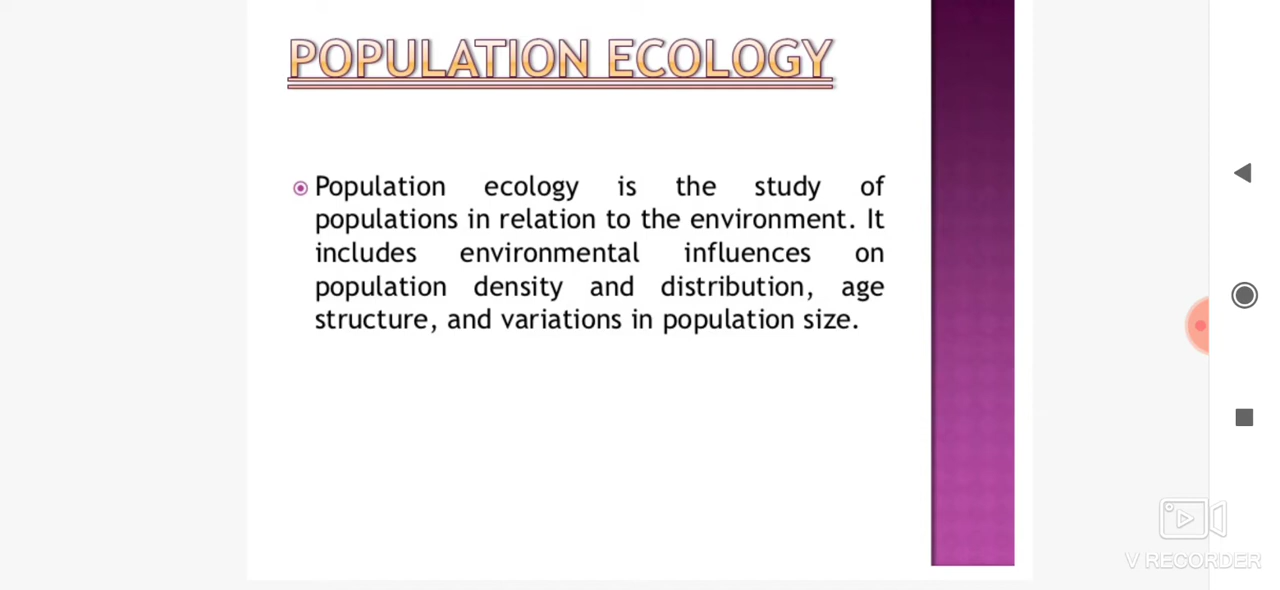 POPULATION ECOLOGY
Population ecology is the study of
populations in relation to the environment. It
includes environmental influences on
population density and distribution, age
structure, and variations in population size.
V RECORDER